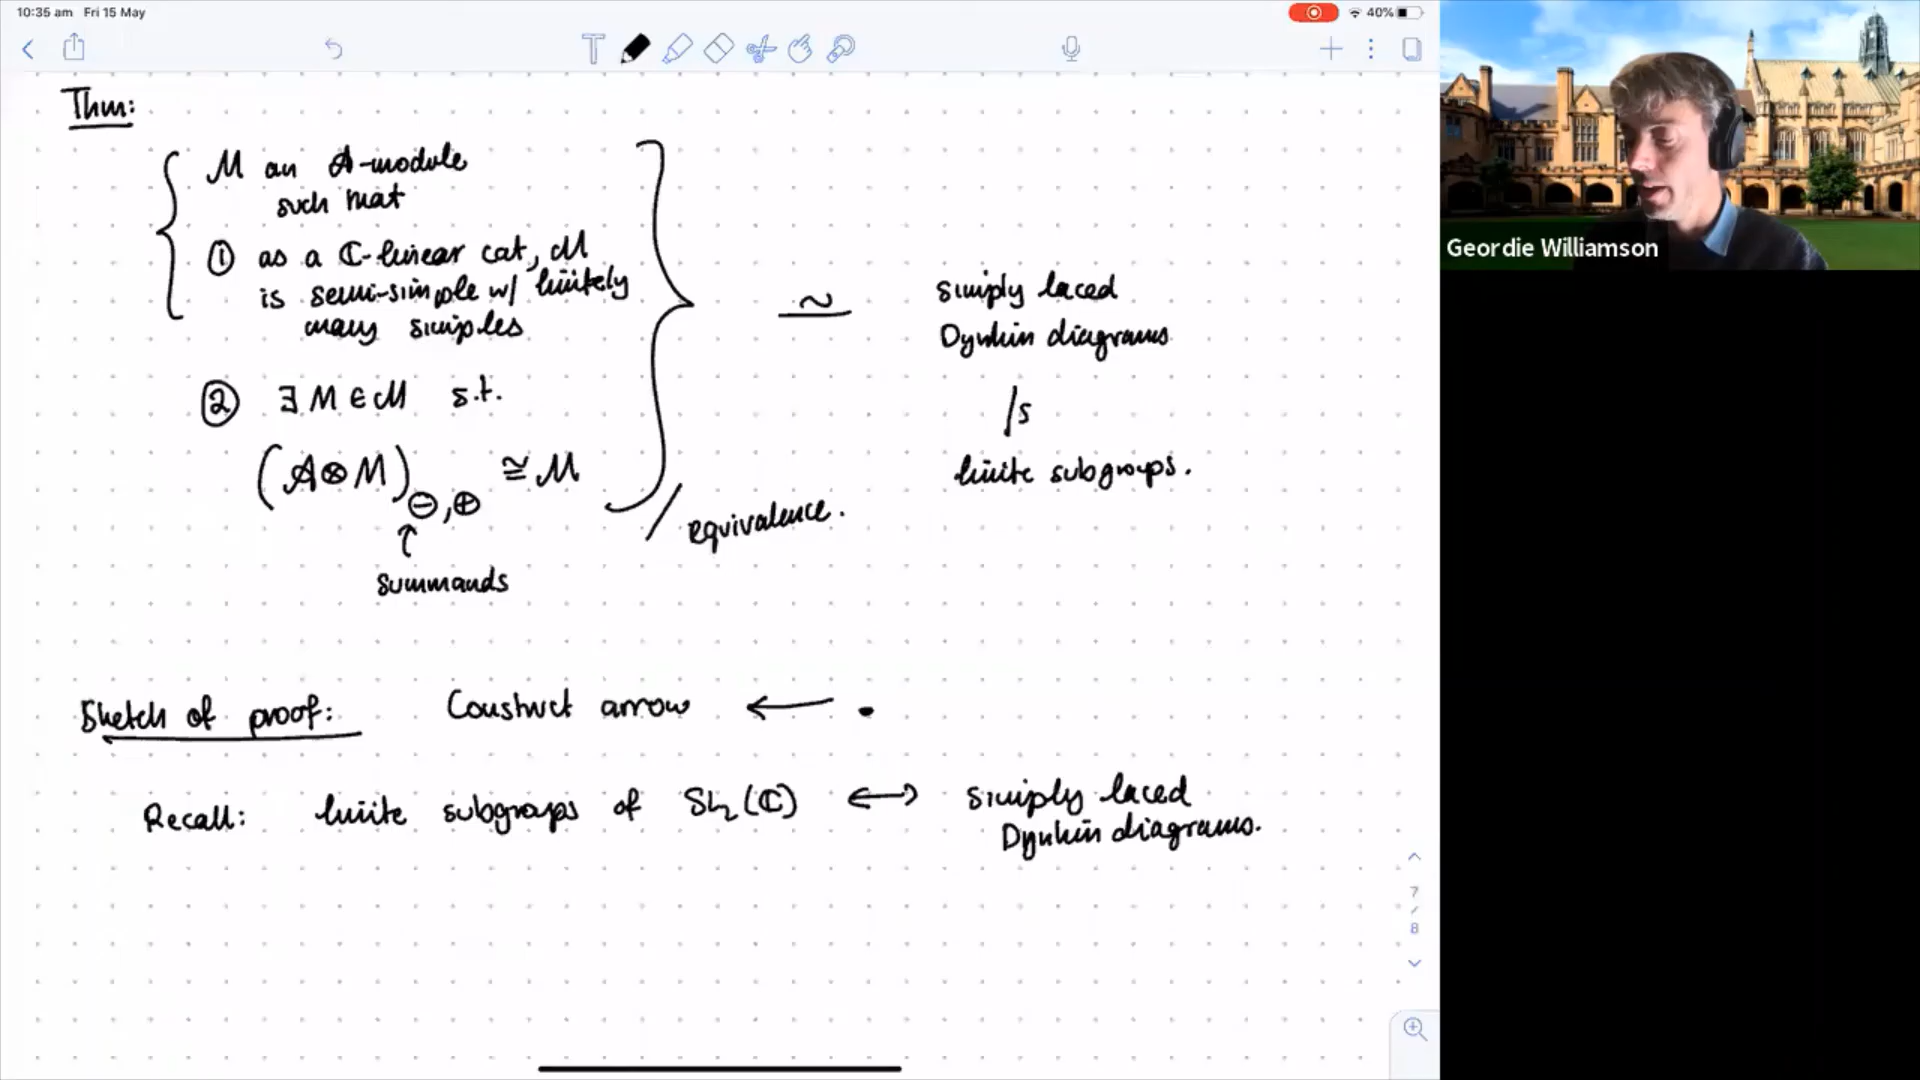 10:35 am Fri 15 May
40%
Thm:
M an A-module
such that
① as a ℂ-linear cat, M
is semi-simple w/ finitely
many simples
② ∃ M ∈ M s.t.
(A⊗M)⊖,⊕ ≅ M
↑
summands
/ equivalence.
~
simply laced
Dynkin diagrams
/s
finite subgroups.
Sketch of proof: Construct arrow ← •
Recall: finite subgroups of SL₂(ℂ) ↔ simply laced
Dynkin diagrams.
7
/
8
Geordie Williamson